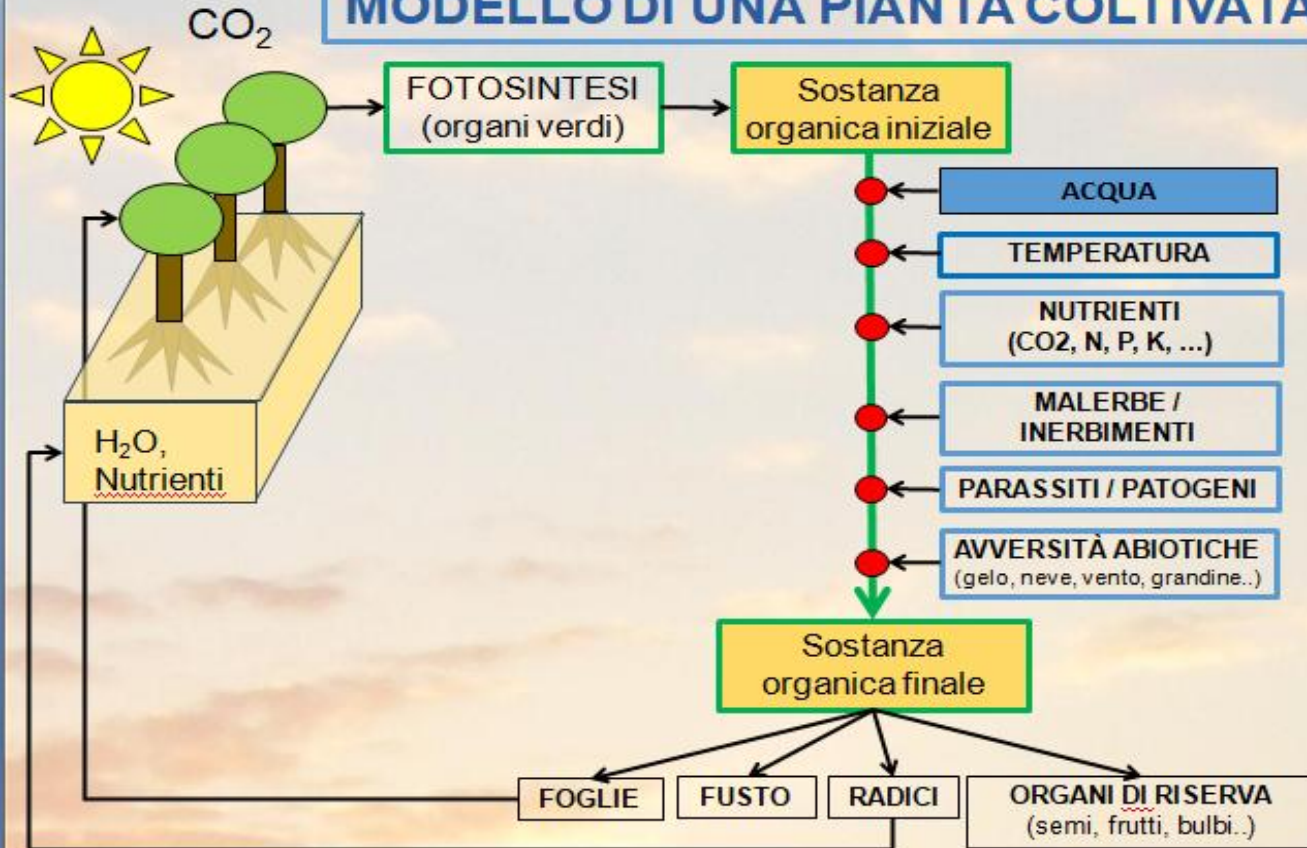 MODELLO DI UNA PIANTA COLTIVATA
CO₂
FOTOSINTESI
(organi verdi)
Sostanza
organica iniziale
ACQUA
TEMPERATURA
NUTRIENTI
(CO2, N, P, K, ...)
MALERBE /
INERBIMENTI
PARASSITI / PATOGENI
AVVERSITÀ ABIOTICHE
(gelo, neve, vento, grandine..)
H₂O,
Nutrienti
Sostanza
organica finale
FOGLIE
FUSTO
RADICI
ORGANI DI RISERVA
(semi, frutti, bulbi..)